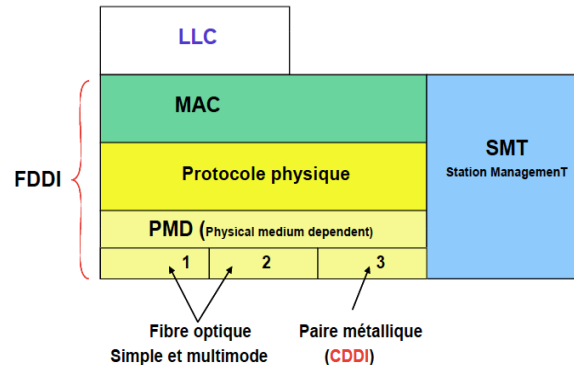 LLC
MAC
FDDI
SMT
Station ManagemenT
Protocole physique
PMD (Physical medium dependent)
1 2 3
Fibre optique
Simple et multimode
Paire métallique
(CDDI)